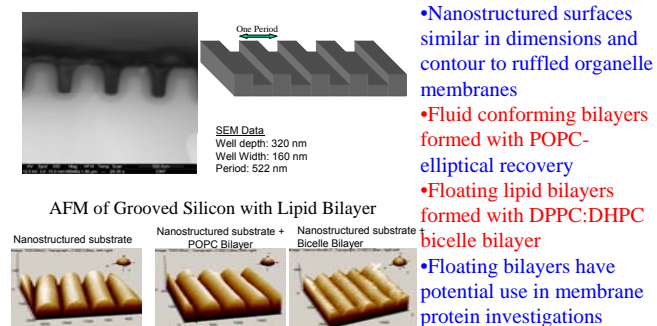 One Period
SEM Data
Well depth: 320 nm
Well Width: 160 nm
Period: 522 nm
AFM of Grooved Silicon with Lipid Bilayer
Nanostructured substrate
Nanostructured substrate +
POPC Bilayer
Nanostructured substrate +
Bicelle Bilayer
•Nanostructured surfaces
similar in dimensions and
contour to ruffled organelle
membranes
•Fluid conforming bilayers
formed with POPC-
elliptical recovery
•Floating lipid bilayers
formed with DPPC:DHPC
bicelle bilayer
•Floating bilayers have
potential use in membrane
protein investigations